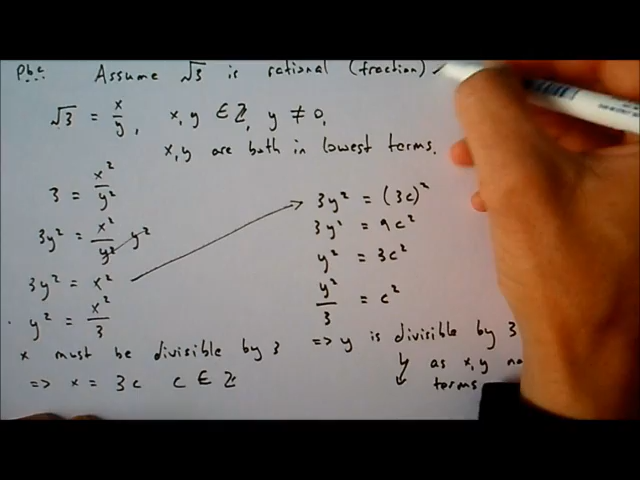 Pbc Assume √3 is rational (fraction)
√3 = x/y, x, y ∈ ℤ, y ≠ 0,
x, y are both in lowest terms.
3 = x²/y²
3y² = x²/y² y²
3y² = x²
y² = x²/3
x must be divisible by 3
=> x = 3c c ∈ ℤ
3y² = (3c)²
3y² = 9c²
y² = 3c²
y²/3 = c²
=> y is divisible by 3
as x, y
terms